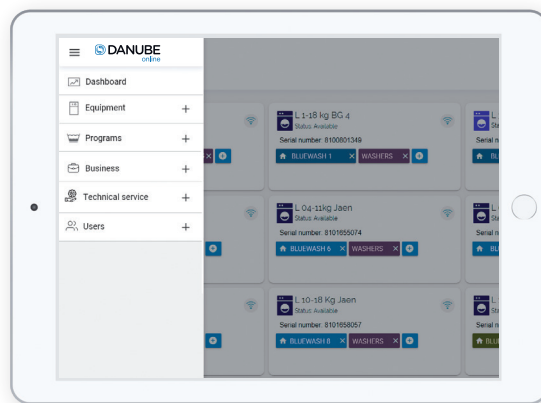 DANUBE
online
Dashboard
Equipment
Programs
Business
Technical service
Users
L 1-18 kg BG 4
Status: Available
Serial number: 8100801349
BLUEWASH 1 WASHERS
L 04-11kg Jaen
Status: Available
Serial number: 8101655074
BLUEWASH 6 WASHERS
L 10-18 Kg Jaen
Status: Available
Serial number: 8101658057
BLUEWASH 8 WASHERS